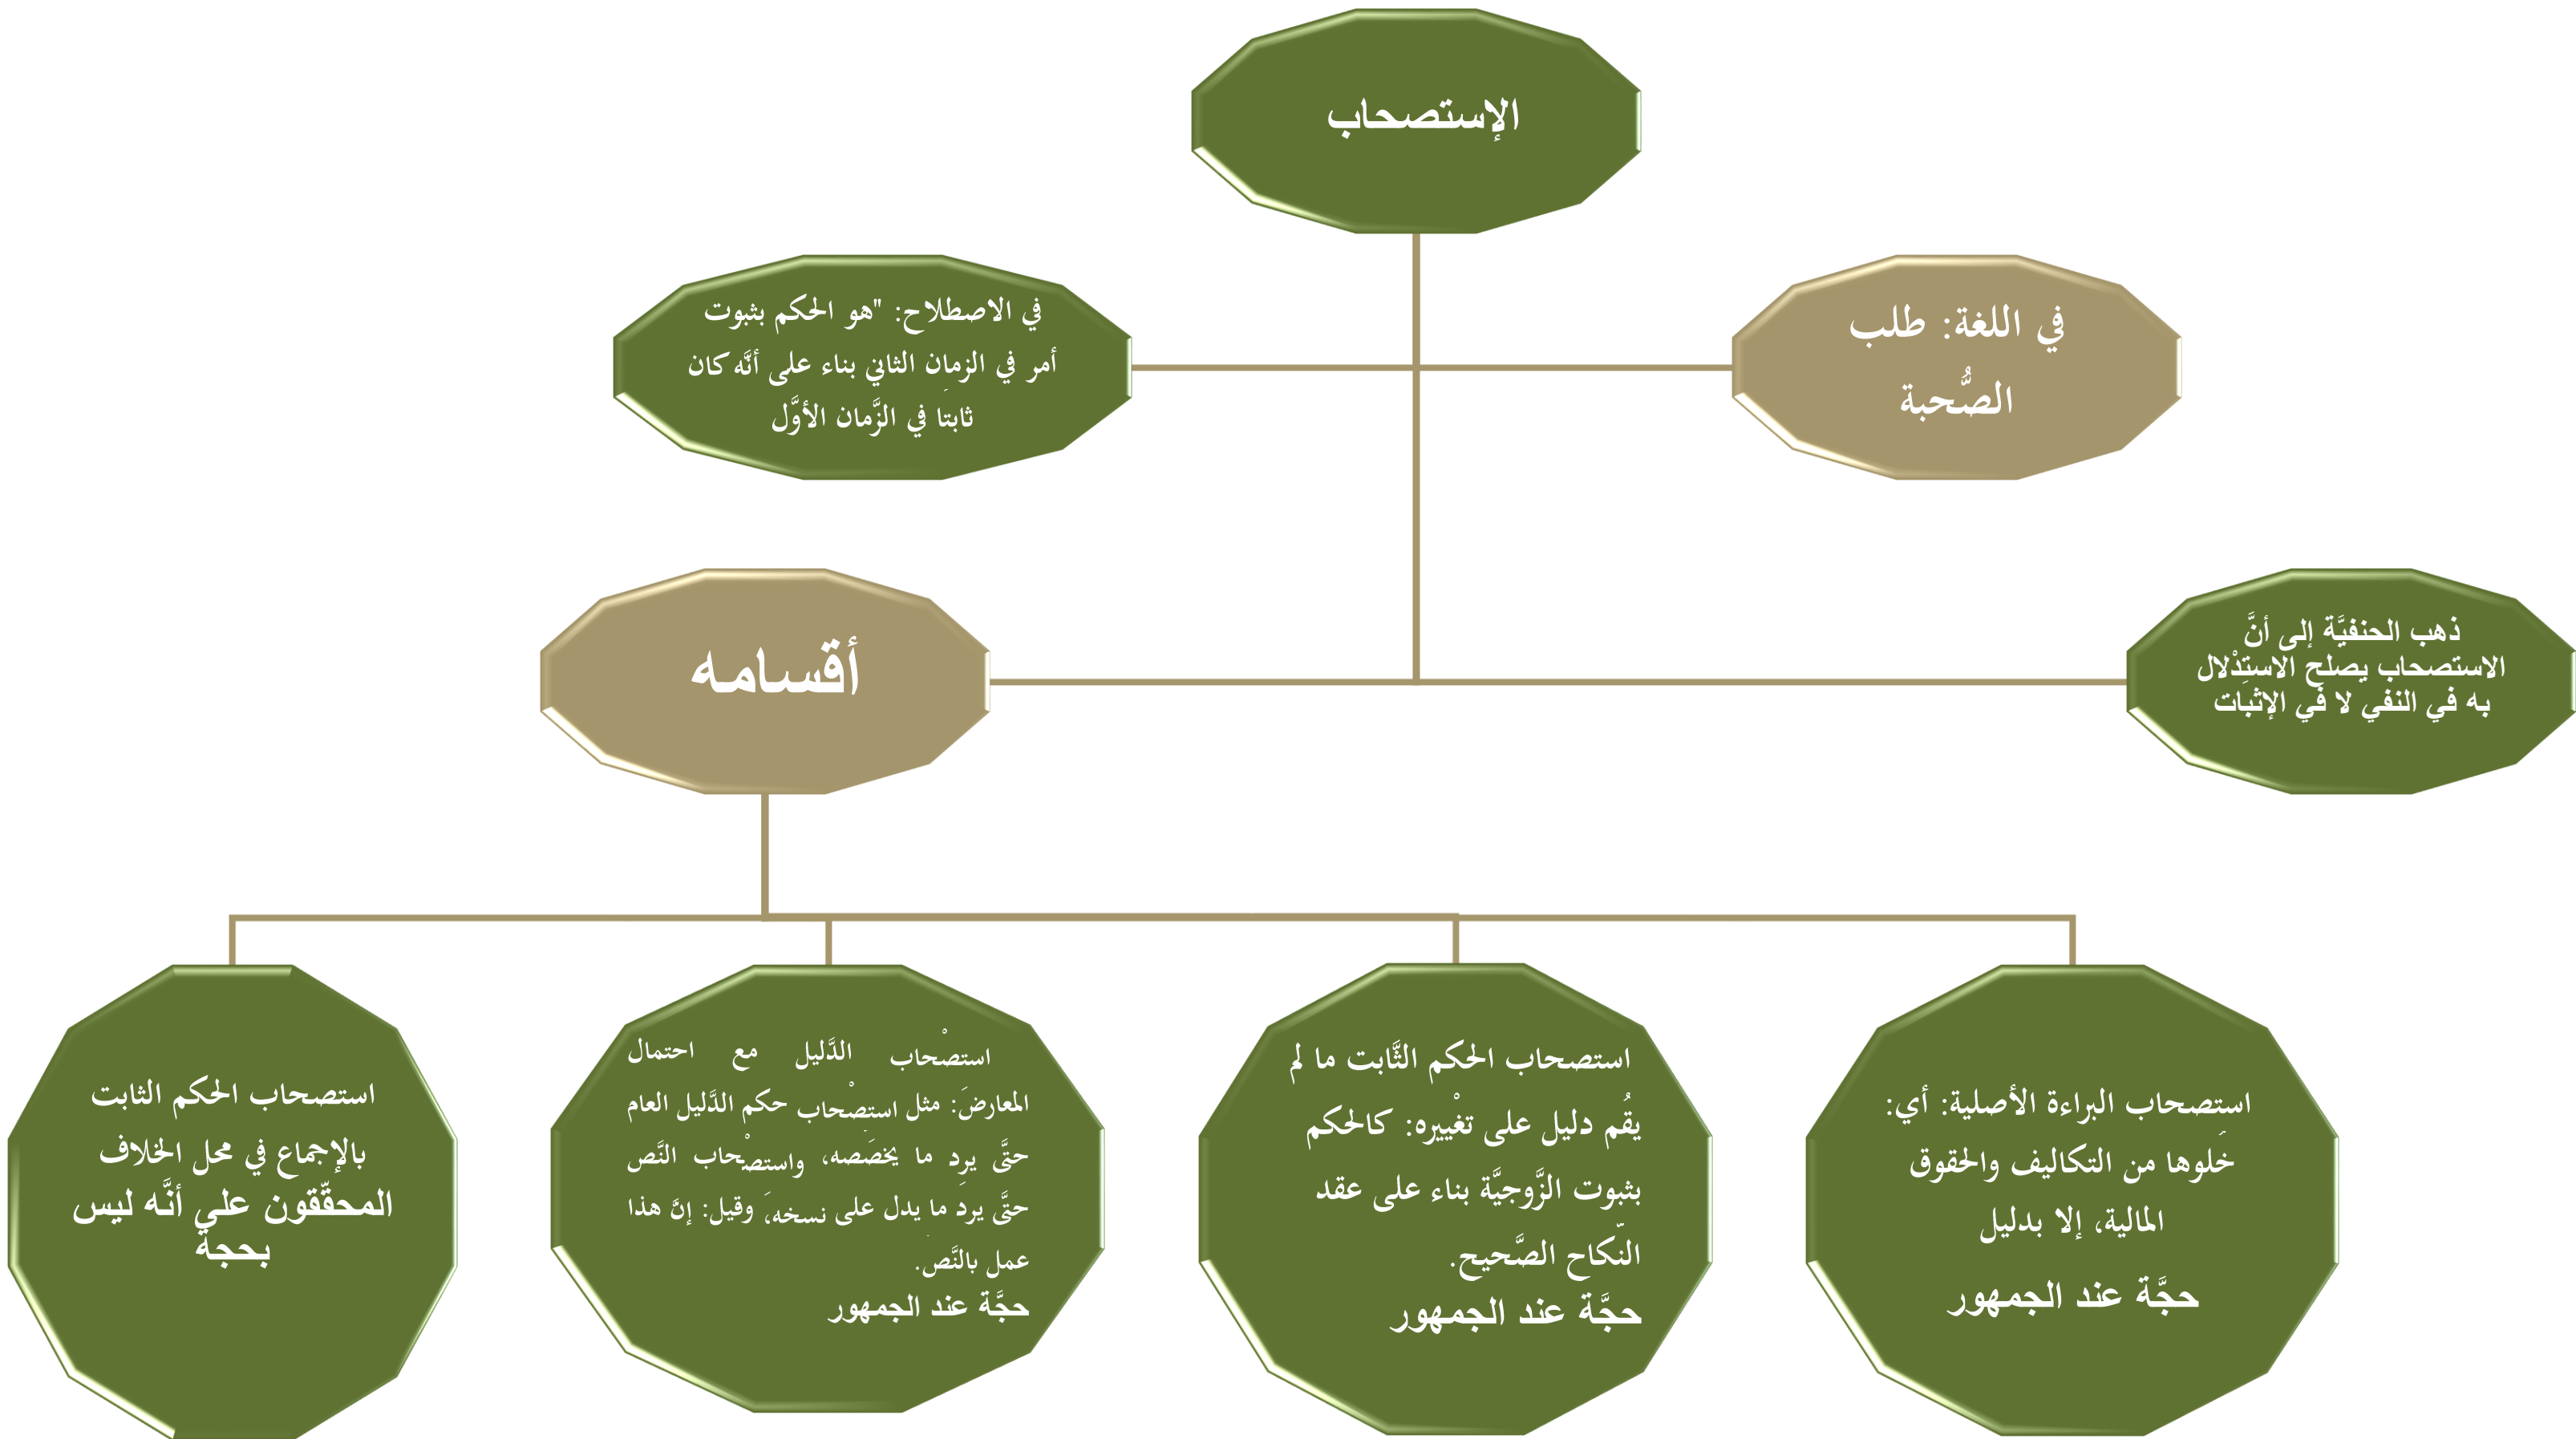 الإستصحاب
في اللغة: طلب
الصُّحبة
في الاصطلاح: "هو الحكم بثبوت
أمر في الزمان الثاني بناء على أنَّه كان
ثابتا في الزَّمان الأوَّل
ذهب الحنفيَّة إلى أنَّ
الاستصحاب يصلح الاستِدْلال
به في النفي لا في الإثبات
أقسامه
استصحاب البراءة الأصلية: أي:
خَلوها من التكاليف والحقوق
المالية، إلا بدليل
حجَّة عند الجمهور
استصحاب الحكم الثَّابت ما لم
يقُم دليل على تغْييره: كالحكم
بثبوت الزَّوجيَّة بناء على عقد
النّكاح الصَّحيح.
حجَّة عند الجمهور
استصْحاب الدَّليل مع احتمال
المعارضَ: مثل استصْحاب حكم الدَّليل العام
حتَّى يرِد ما يخصَصه، واستصْحاب النَّص
حتَّى يرِد ما يدل على نسخه، وقيل: إنَّ هذا
عمل بالنَّص.
حجَّة عند الجمهور
استصحاب الحكم الثابت
بالإجماع في محل الخلاف
المحقّقون على أنَّه ليس
بحجة